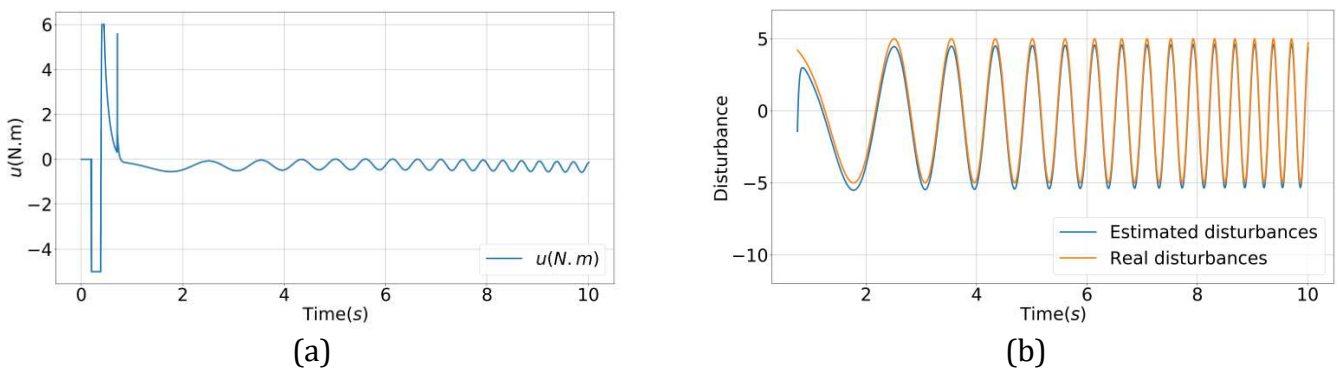 6
4
2
0
−2
−4
u(N.m)
u(N.m)
0
2
4
6
8
10
Time(s)
(a)
5
0
−5
−10
Disturbance
Estimated disturbances
Real disturbances
2
4
6
8
10
Time(s)
(b)